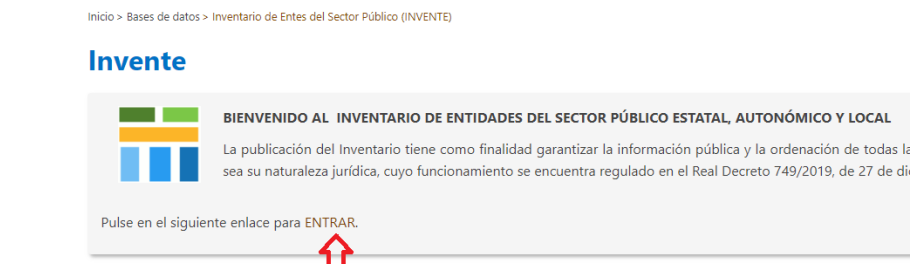 Inicio > Bases de datos > Inventario de Entes del Sector Público (INVENTE)
Invente
BIENVENIDO AL INVENTARIO DE ENTIDADES DEL SECTOR PÚBLICO ESTATAL, AUTONÓMICO Y LOCAL
La publicación del Inventario tiene como finalidad garantizar la información pública y la ordenación de todas la
sea su naturaleza jurídica, cuyo funcionamiento se encuentra regulado en el Real Decreto 749/2019, de 27 de di
Pulse en el siguiente enlace para ENTRAR.